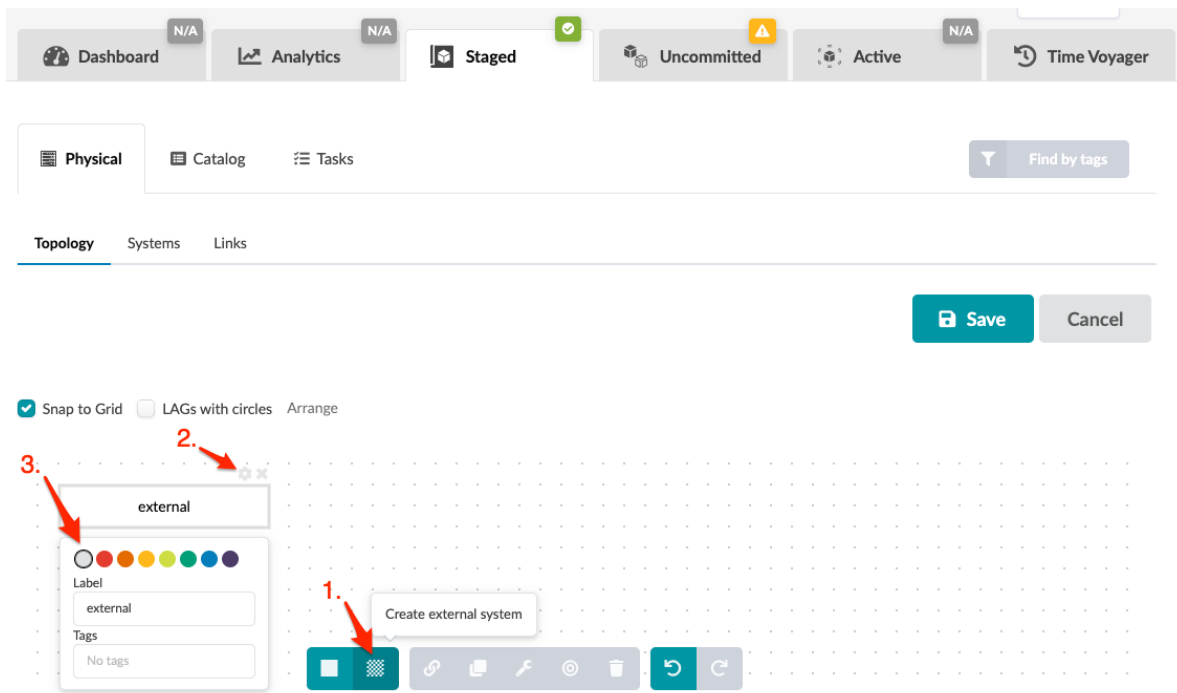 N/A N/A N/A
Dashboard Analytics Staged Uncommitted Active Time Voyager
Physical Catalog Tasks Find by tags
Topology Systems Links
Save Cancel
Snap to Grid LAGs with circles Arrange
2.
3.
external
Label
external
1.
Create external system
Tags
No tags